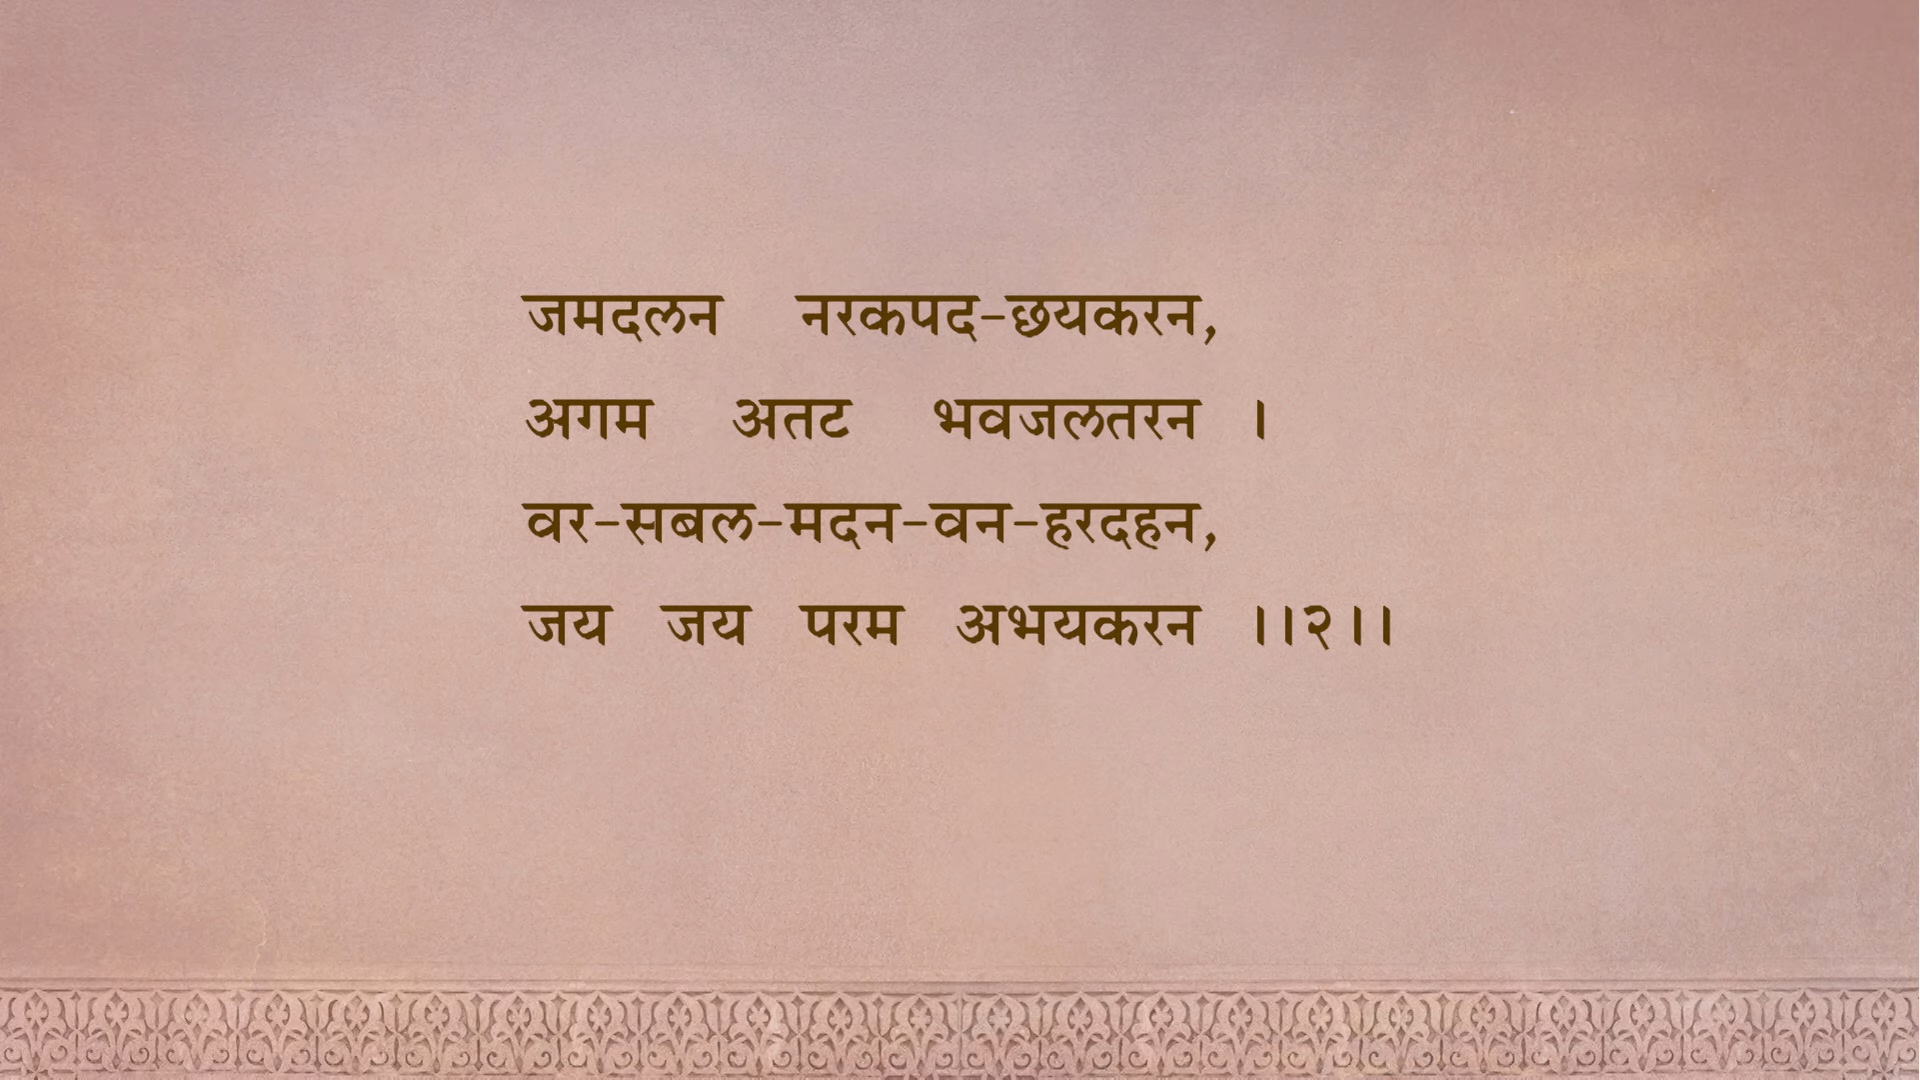 जमदलन नरकपद-छयकरन,
अगम अतट भवजलतरन ।
वर-सबल-मदन-वन-हरदहन,
जय जय परम अभयकरन ।।२।।